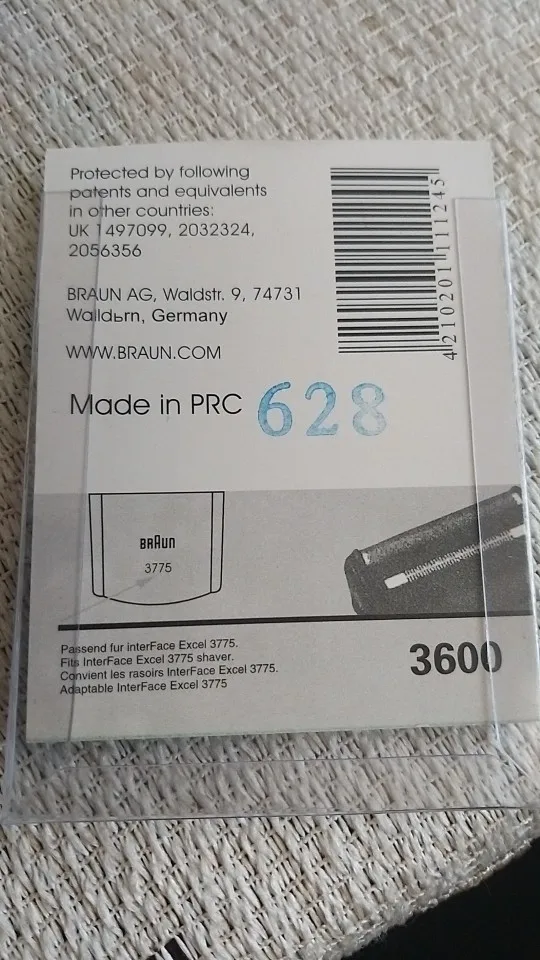 Protected by following
patents and equivalents
in other countries:
UK 1497099, 2032324,
2056356
BRAUN AG, Waldstr. 9, 74731
Walldьrn, Germany
WWW.BRAUN.COM
4210201111245
Made in PRC 628
BRAUN
3775
Passend fur interFace Excel 3775.
Fits InterFace Excel 3775 shaver.
Convient les rasoirs InterFace Excel 3775.
Adaptable InterFace Excel 3775
3600